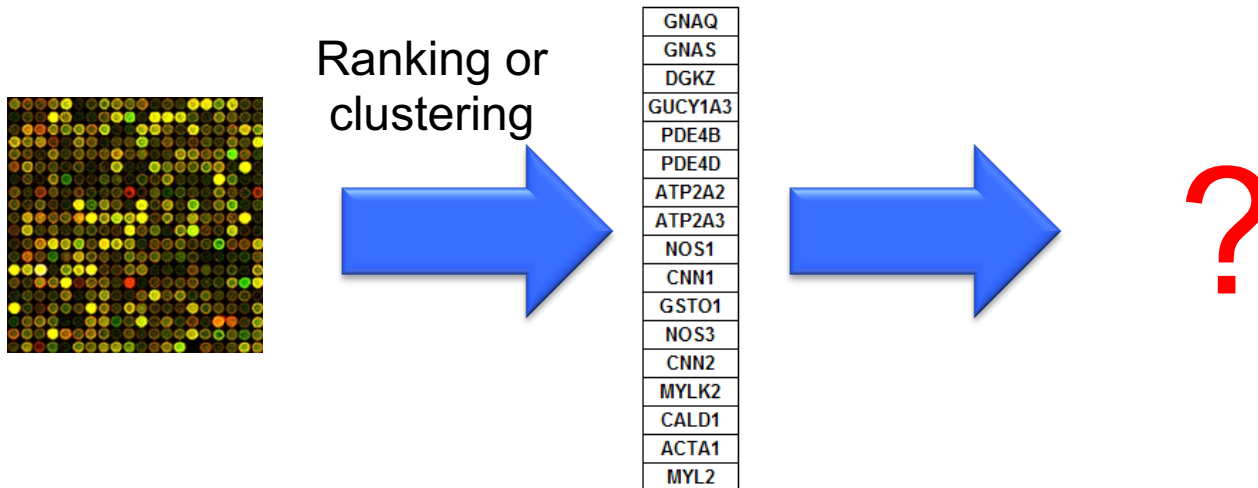 Ranking or
clustering
GNAQ
GNAS
DGKZ
GUCY1A3
PDE4B
PDE4D
ATP2A2
ATP2A3
NOS1
CNN1
GSTO1
NOS3
CNN2
MYLK2
CALD1
ACTA1
MYL2
?